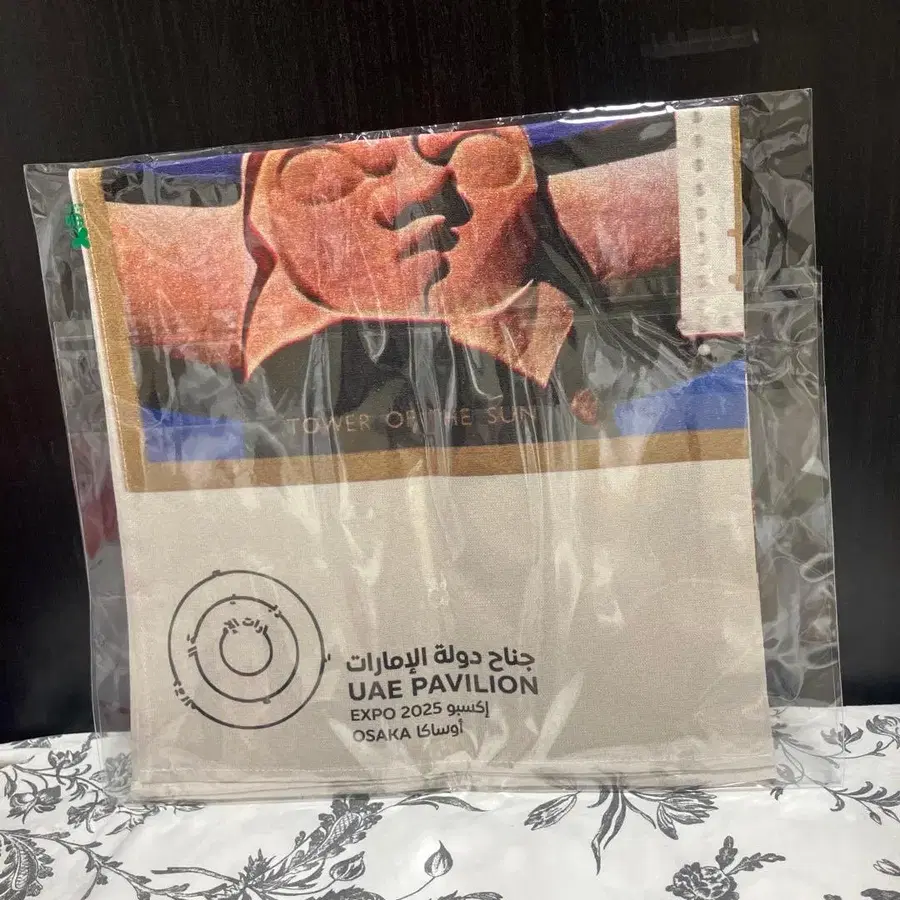 TOWER OF THE SUN
جناح دولة الإمارات
UAE PAVILION
EXPO 2025 إكسبو
OSAKA أوساكا